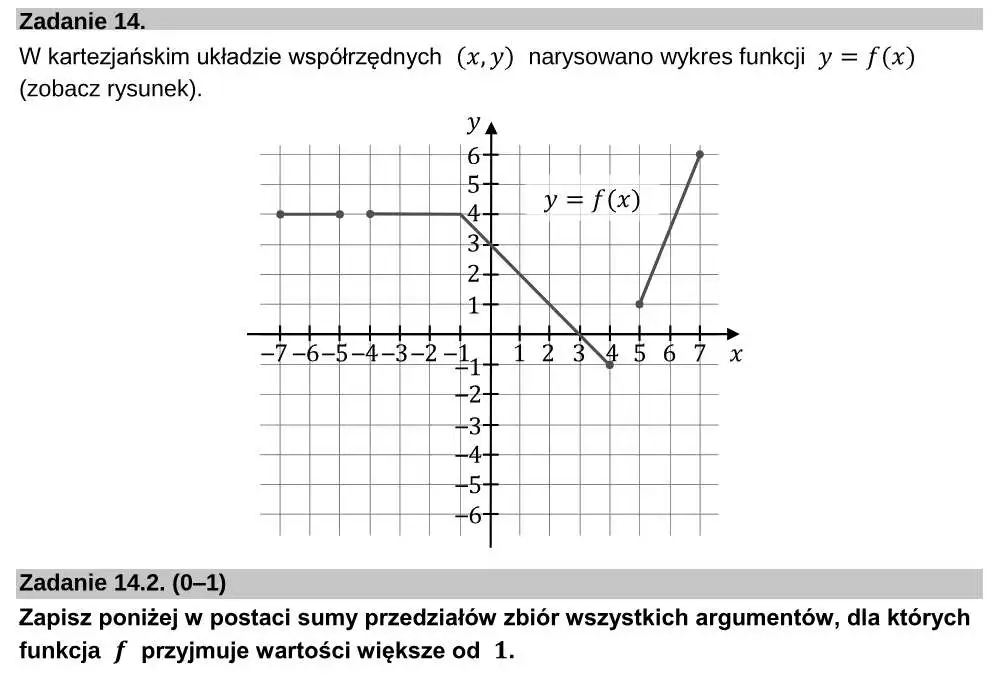 Zadanie 14.
W kartezjańskim układzie współrzędnych (x, y) narysowano wykres funkcji y = f(x)
(zobacz rysunek).
y
6
5
y = f(x)
4
3
2
1
−7 −6 −5 −4 −3 −2 −1 1 2 3 4 5 6 7 x
−1
−2
−3
−4
−5
−6
Zadanie 14.2. (0–1)
Zapisz poniżej w postaci sumy przedziałów zbiór wszystkich argumentów, dla których
funkcja f przyjmuje wartości większe od 1.